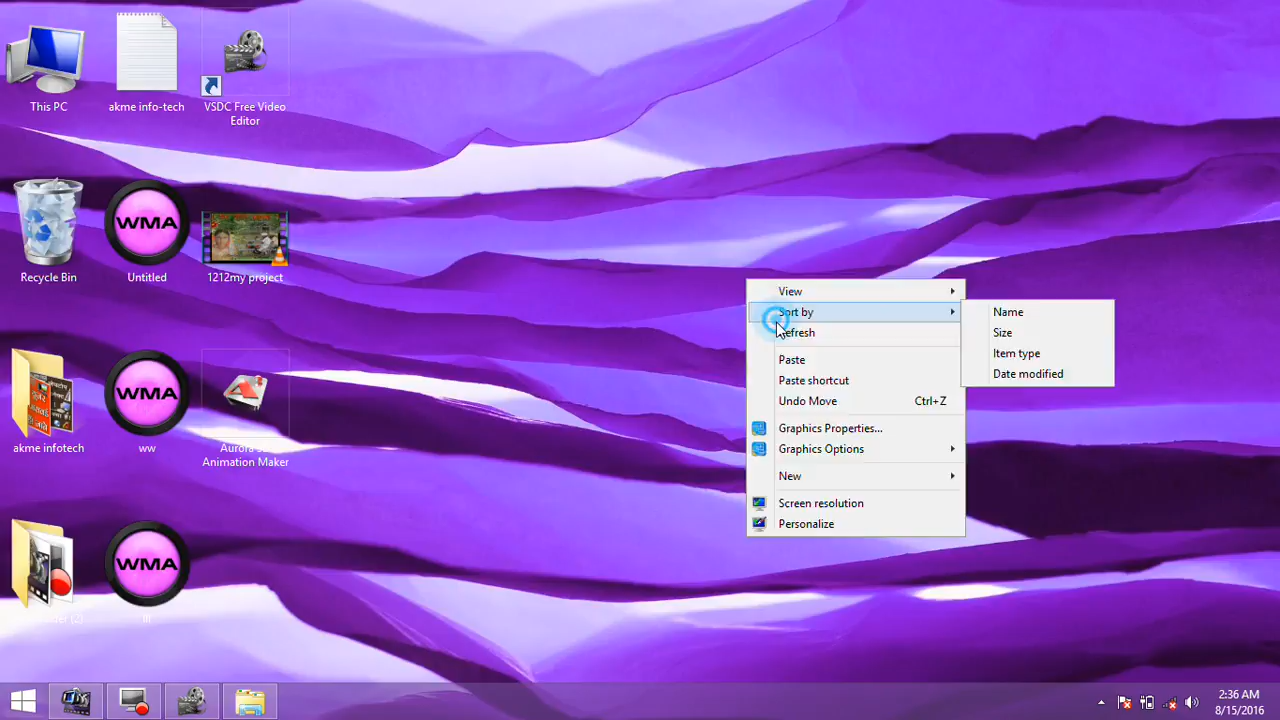 This PC
akme info-tech
VSDC Free Video
Editor
Recycle Bin
WMA
Untitled
1212my project
akme infotech
WMA
ww
Animation Maker
WMA
View
Sort by
Refresh
Paste
Paste shortcut
Undo Move Ctrl+Z
Graphics Properties...
Graphics Options
New
Screen resolution
Personalize
Name
Size
Item type
Date modified
2:36 AM
8/15/2016